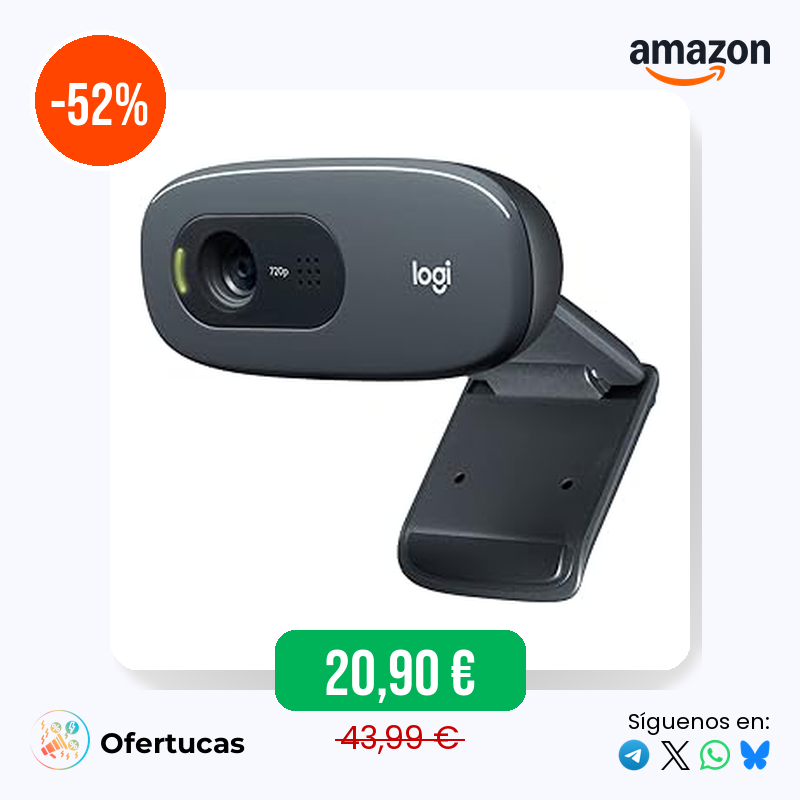 -52%
amazon
720p
logi
20,90 €
43,99 €
Ofertucas
Síguenos en: